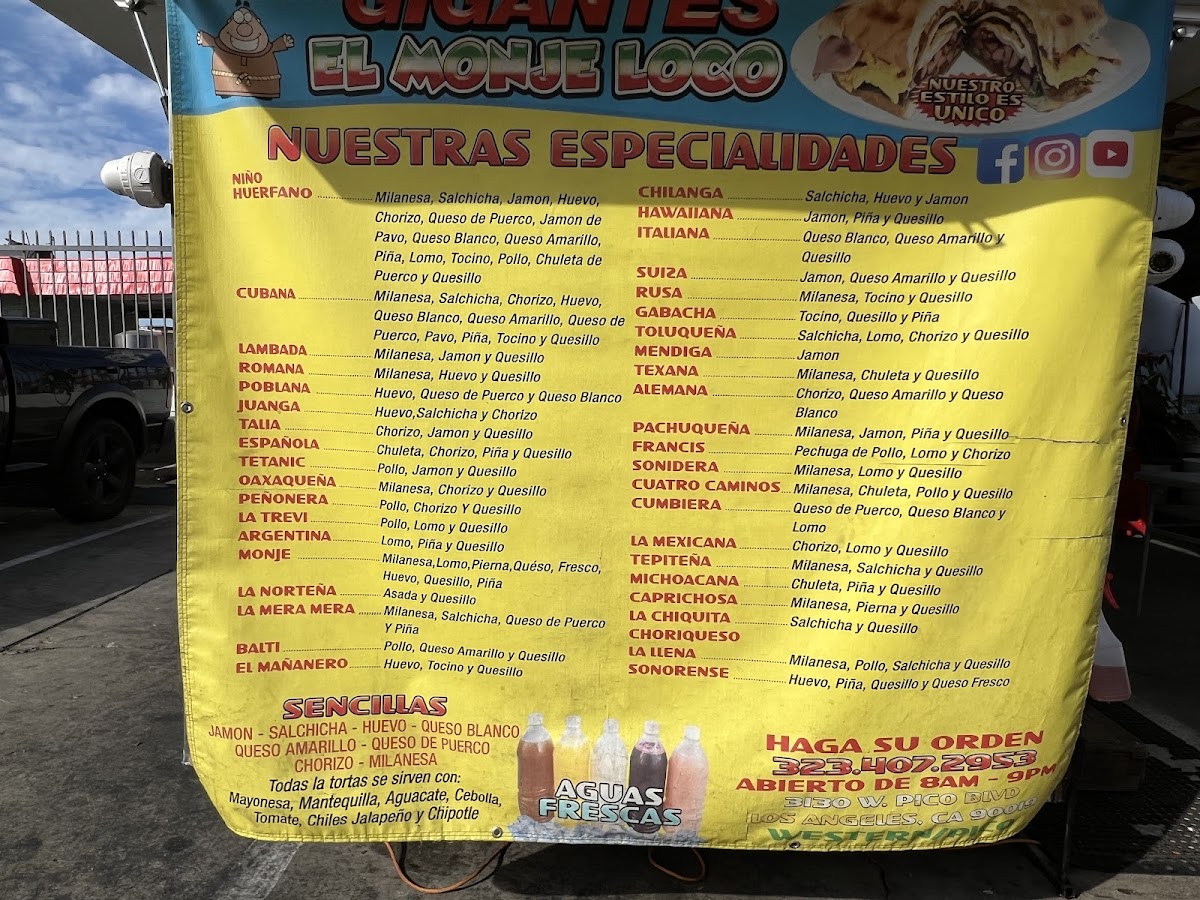 GIGANTES
EL MONJE LOCO
NUESTRO
ESTILO ES
UNICO
NUESTRAS ESPECIALIDADES
NIÑO
HUERFANO ........ Milanesa, Salchicha, Jamon, Huevo,
Chorizo, Queso de Puerco, Jamon de
Pavo, Queso Blanco, Queso Amarillo,
Piña, Lomo, Tocino, Pollo, Chuleta de
Puerco y Quesillo
CUBANA ........ Milanesa, Salchicha, Chorizo, Huevo,
Queso Blanco, Queso Amarillo, Queso de
Puerco, Pavo, Piña, Tocino y Quesillo
LAMBADA ........ Milanesa, Jamon y Quesillo
ROMANA ........ Milanesa, Huevo y Quesillo
POBLANA ........ Huevo, Queso de Puerco y Queso Blanco
JUANGA ........ Huevo,Salchicha y Chorizo
TALIA ........ Chorizo, Jamon y Quesillo
ESPAÑOLA ........ Chuleta, Chorizo, Piña y Quesillo
TETANIC ........ Pollo, Jamon y Quesillo
OAXAQUEÑA ........ Milanesa, Chorizo y Quesillo
PEÑONERA ........ Pollo, Chorizo Y Quesillo
LA TREVI ........ Pollo, Lomo y Quesillo
ARGENTINA ........ Lomo, Piña y Quesillo
MONJE ........ Milanesa,Lomo,Pierna,Quéso, Fresco,
Huevo, Quesillo, Piña
LA NORTEÑA ........ Asada y Quesillo
LA MERA MERA ........ Milanesa, Salchicha, Queso de Puerco
Y Piña
BALTI ........ Pollo, Queso Amarillo y Quesillo
EL MAÑANERO ........ Huevo, Tocino y Quesillo
CHILANGA ........ Salchicha, Huevo y Jamon
HAWAIIANA ........ Jamon, Piña y Quesillo
ITALIANA ........ Queso Blanco, Queso Amarillo y
Quesillo
SUIZA ........ Jamon, Queso Amarillo y Quesillo
RUSA ........ Milanesa, Tocino y Quesillo
GABACHA ........ Tocino, Quesillo y Piña
TOLUQUEÑA ........ Salchicha, Lomo, Chorizo y Quesillo
MENDIGA ........ Jamon
TEXANA ........ Milanesa, Chuleta y Quesillo
ALEMANA ........ Chorizo, Queso Amarillo y Queso
Blanco
PACHUQUEÑA ........ Milanesa, Jamon, Piña y Quesillo
FRANCIS ........ Pechuga de Pollo, Lomo y Chorizo
SONIDERA ........ Milanesa, Lomo y Quesillo
CUATRO CAMINOS ... Milanesa, Chuleta, Pollo y Quesillo
CUMBIERA ........ Queso de Puerco, Queso Blanco y
Lomo
LA MEXICANA ........ Chorizo, Lomo y Quesillo
TEPITEÑA ........ Milanesa, Salchicha y Quesillo
MICHOACANA ........ Chuleta, Piña y Quesillo
CAPRICHOSA ........ Milanesa, Pierna y Quesillo
LA CHIQUITA ........ Salchicha y Quesillo
CHORIQUESO
LA LLENA ........ Milanesa, Pollo, Salchicha y Quesillo
SONORENSE ........ Huevo, Piña, Quesillo y Queso Fresco
SENCILLAS
JAMON - SALCHICHA - HUEVO - QUESO BLANCO
QUESO AMARILLO - QUESO DE PUERCO
CHORIZO - MILANESA
Todas la tortas se sirven con:
Mayonesa, Mantequilla, Aguacate, Cebolla,
Tomate, Chiles Jalapeño y Chipotle
AGUAS
FRESCAS
HAGA SU ORDEN
323.407.2953
ABIERTO DE 8AM - 9PM
3130 W. PICO BLVD
LOS ANGELES, CA 90019
WESTERN/PICO